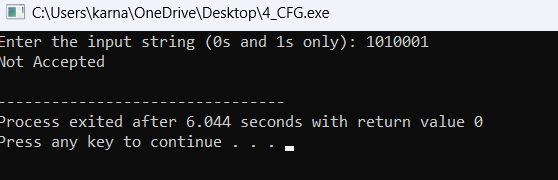 C:\Users\karna\OneDrive\Desktop\4_CFG.exe
Enter the input string (0s and 1s only): 1010001
Not Accepted
--------------------------------
Process exited after 6.044 seconds with return value 0
Press any key to continue . . .